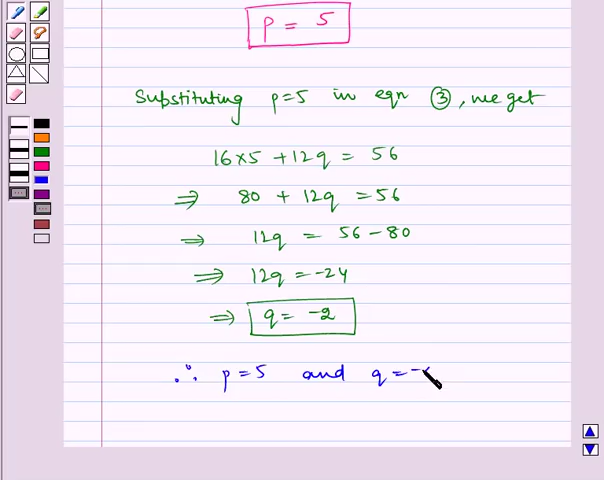 p = 5
Substituting p=5 in eqn ③, we get
16×5 + 12q = 56
⇒ 80 + 12q = 56
⇒ 12q = 56 - 80
⇒ 12q = -24
⇒ q = -2
∴ p = 5 and q = -